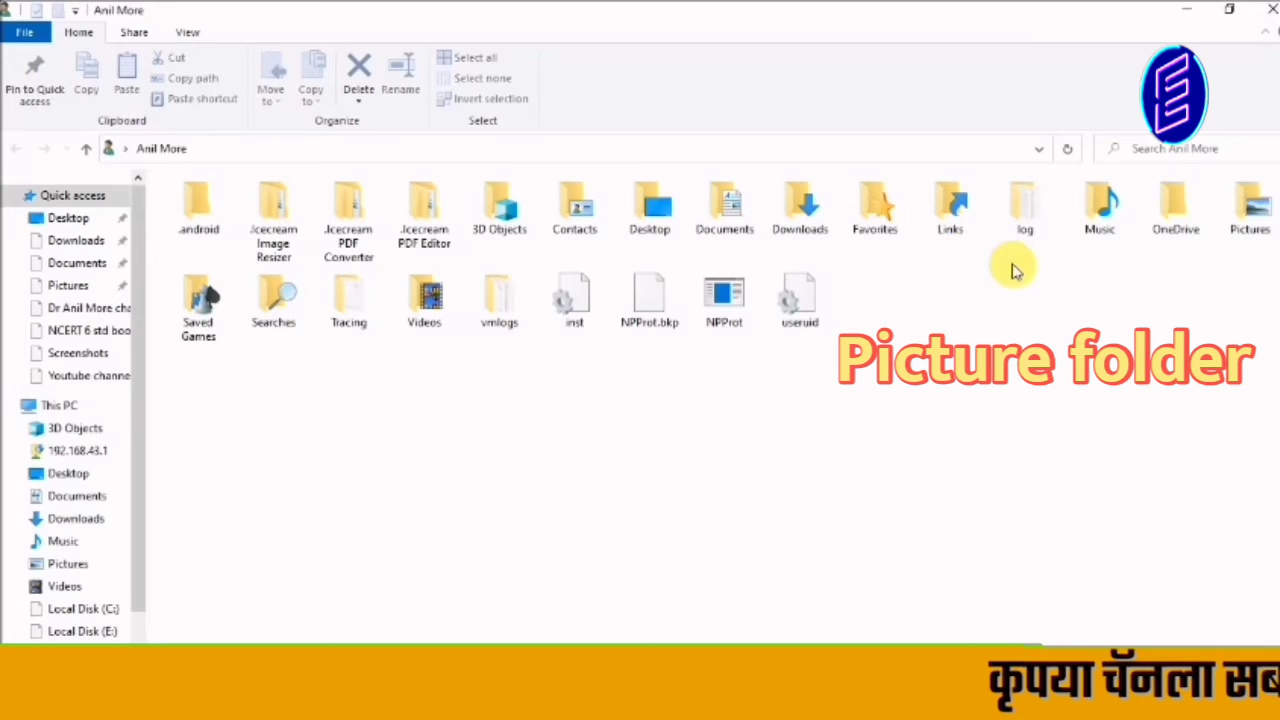 Anil More
File Home Share View
Pin to Quick access
Copy
Paste
Cut
Copy path
Paste shortcut
Move to
Copy to
Delete
Rename
Select all
Select none
Invert selection
Clipboard Organize Select
Anil More
Search Anil More
Quick access
Desktop
Downloads
Documents
Pictures
Dr Anil More cha
NCERT 6 std boo
Screenshots
Youtube channe
This PC
3D Objects
192.168.43.1
Desktop
Documents
Downloads
Music
Pictures
Videos
Local Disk (C:)
Local Disk (E:)
.android
.Icecream Image Resizer
.Icecream PDF Converter
.Icecream PDF Editor
3D Objects
Contacts
Desktop
Documents
Downloads
Favorites
Links
log
Music
OneDrive
Pictures
Saved Games
Searches
Tracing
Videos
vmlogs
inst
NPProt.bkp
NPProt
useruid
Picture folder
कृपया चॅनला सब